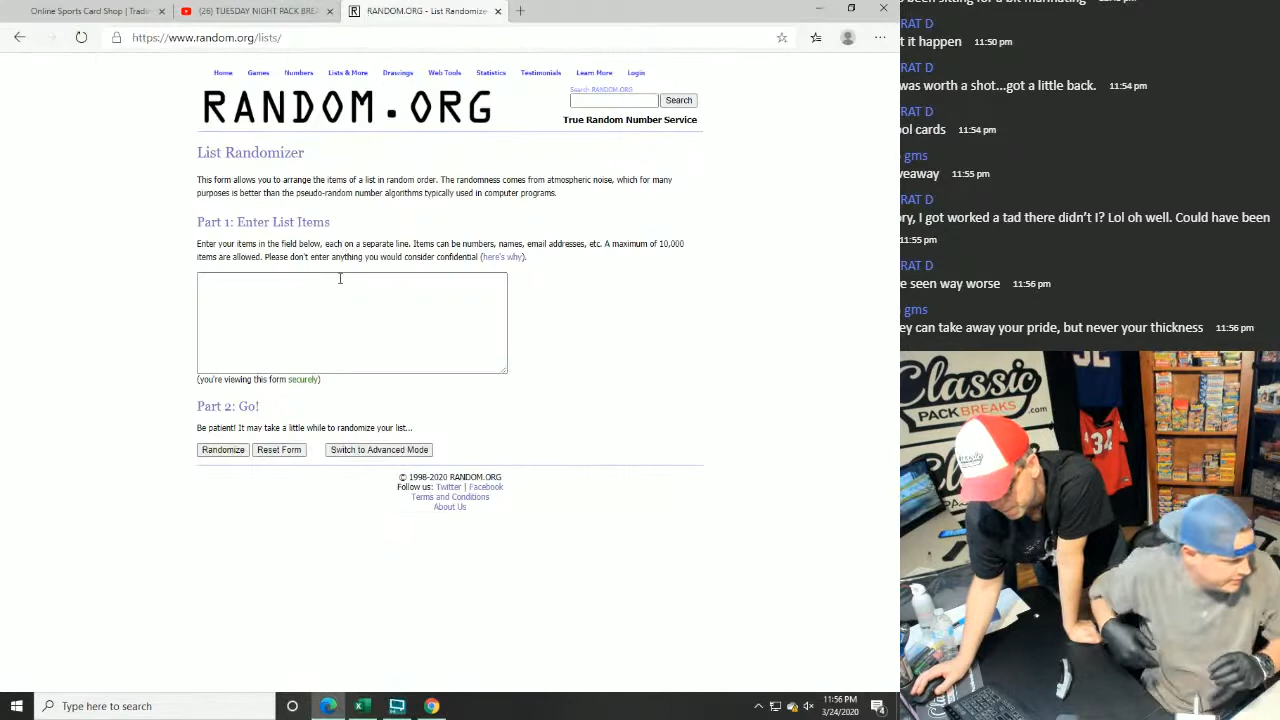 Online Sports Card Shop | Tradin
(26) TUESDAY NIGHT PACK BRE
RANDOM.ORG - List Randomizer
https://www.random.org/lists/
Home Games Numbers Lists & More Drawings Web Tools Statistics Testimonials Learn More Login
RANDOM.ORG
Search RANDOM.ORG
Search
True Random Number Service
List Randomizer
This form allows you to arrange the items of a list in random order. The randomness comes from atmospheric noise, which for many
purposes is better than the pseudo-random number algorithms typically used in computer programs.
Part 1: Enter List Items
Enter your items in the field below, each on a separate line. Items can be numbers, names, email addresses, etc. A maximum of 10,000
items are allowed. Please don't enter anything you would consider confidential (here's why).
(you're viewing this form securely)
Part 2: Go!
Be patient! It may take a little while to randomize your list...
Randomize Reset Form Switch to Advanced Mode
© 1998-2020 RANDOM.ORG
Follow us: Twitter | Facebook
Terms and Conditions
About Us
Type here to search
11:56 PM
3/24/2020
4
RAT D
t it happen 11:50 pm
RAT D
was worth a shot...got a little back. 11:54 pm
RAT D
ol cards 11:54 pm
gms
veaway 11:55 pm
RAT D
ry, I got worked a tad there didn't I? Lol oh well. Could have been
11:55 pm
RAT D
e seen way worse 11:56 pm
gms
ey can take away your pride, but never your thickness 11:56 pm
Classic
PACK BREAKS.com
34